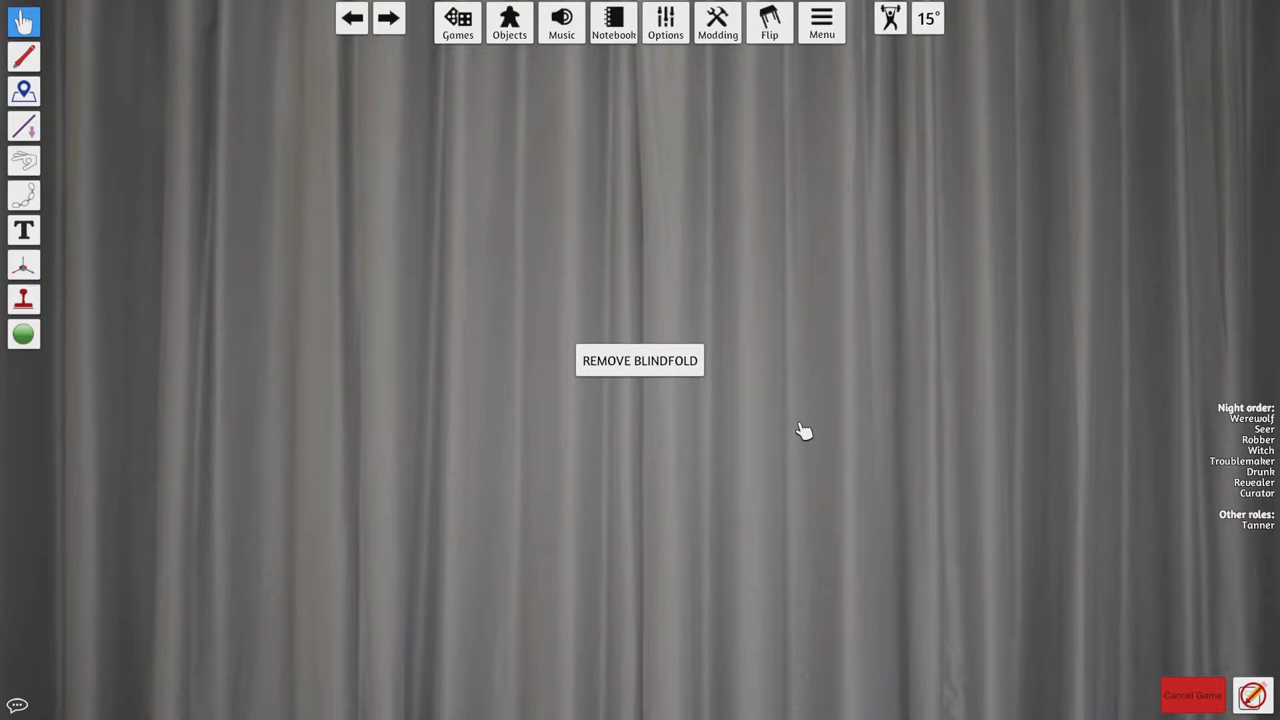 Games
Objects
Music
Notebook
Options
Modding
Flip
Menu
15°
T
REMOVE BLINDFOLD
Night order:
Werewolf
Seer
Robber
Witch
Troublemaker
Drunk
Revealer
Curator
Other roles:
Tanner
Cancel Game